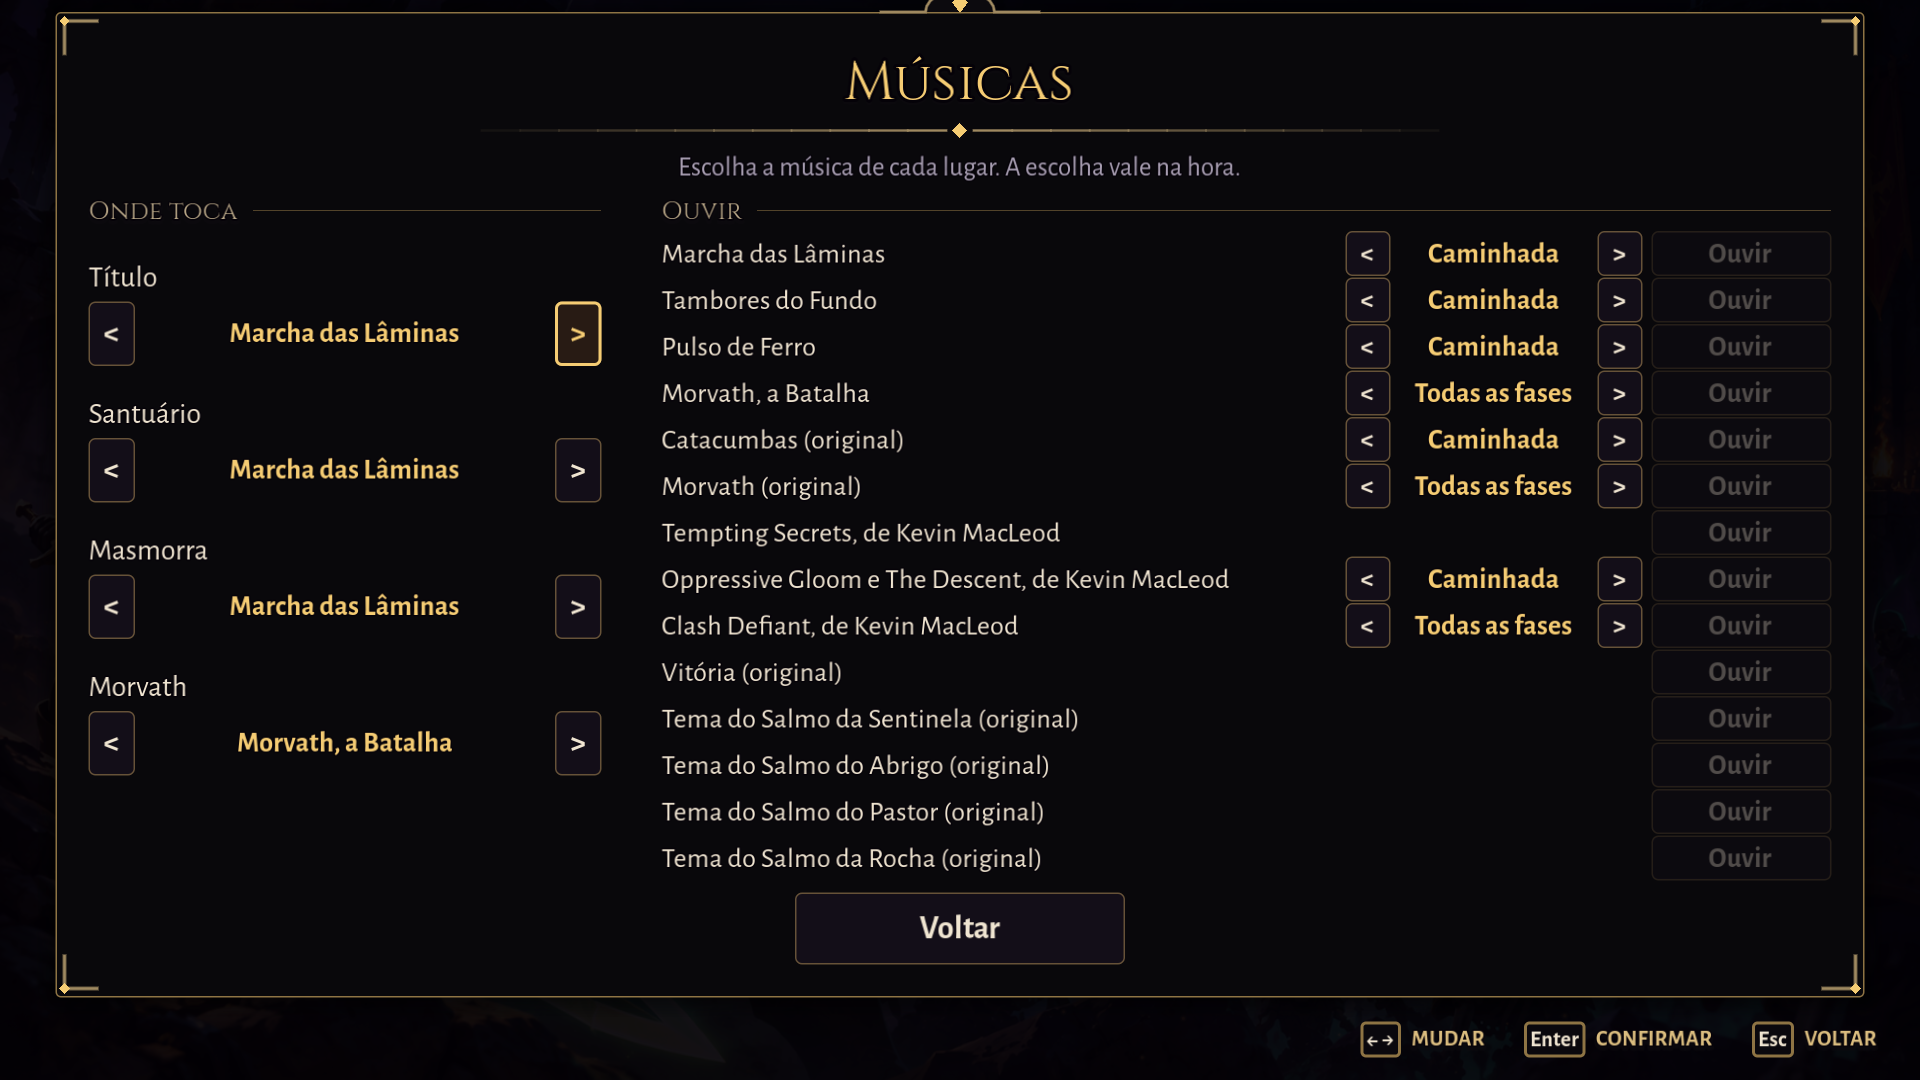 Músicas
Escolha a música de cada lugar. A escolha vale na hora.
Onde toca
Título
< Marcha das Lâminas >
Santuário
< Marcha das Lâminas >
Masmorra
< Marcha das Lâminas >
Morvath
< Morvath, a Batalha >
Ouvir
Marcha das Lâminas < Caminhada > Ouvir
Tambores do Fundo < Caminhada > Ouvir
Pulso de Ferro < Caminhada > Ouvir
Morvath, a Batalha < Todas as fases > Ouvir
Catacumbas (original) < Caminhada > Ouvir
Morvath (original) < Todas as fases > Ouvir
Tempting Secrets, de Kevin MacLeod Ouvir
Oppressive Gloom e The Descent, de Kevin MacLeod < Caminhada > Ouvir
Clash Defiant, de Kevin MacLeod < Todas as fases > Ouvir
Vitória (original) Ouvir
Tema do Salmo da Sentinela (original) Ouvir
Tema do Salmo do Abrigo (original) Ouvir
Tema do Salmo do Pastor (original) Ouvir
Tema do Salmo da Rocha (original) Ouvir
Voltar
←→ MUDAR Enter CONFIRMAR Esc VOLTAR